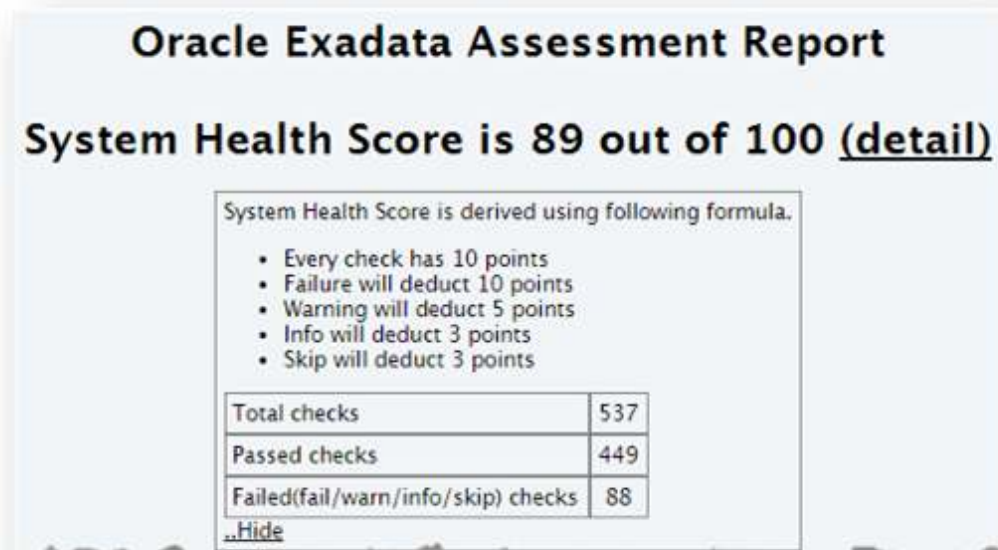 Oracle Exadata Assessment Report
System Health Score is 89 out of 100 (detail)
System Health Score is derived using following formula.
• Every check has 10 points
• Failure will deduct 10 points
• Warning will deduct 5 points
• Info will deduct 3 points
• Skip will deduct 3 points
Total checks 537
Passed checks 449
Failed(fail/warn/info/skip) checks 88
..Hide